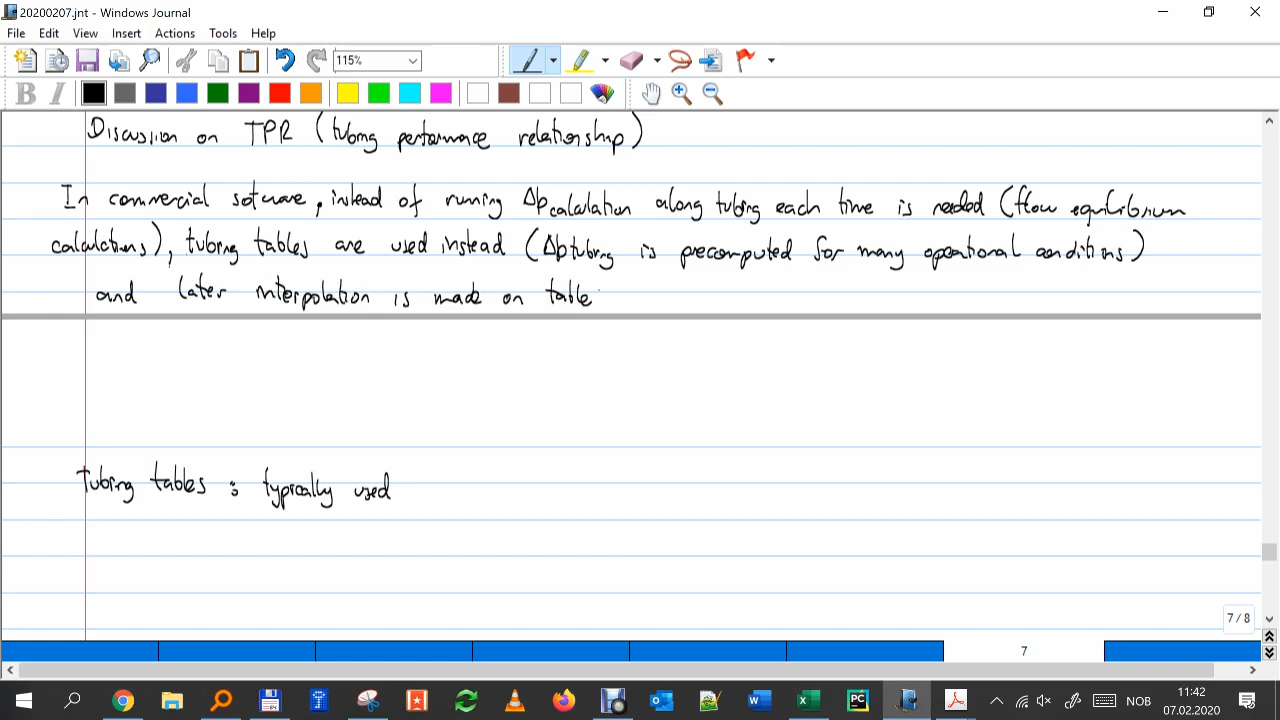 20200207.jnt - Windows Journal
File Edit View Insert Actions Tools Help
115%
B I
Discussion on TPR (tubing performance relationship)
In commercial sotware, instead of running Δp calculation along tubing each time is needed (flow equilibrium
calculations), tubing tables are used instead (Δp tubing is precomputed for many operational conditions)
and later interpolation is made on table
tubing tables : typically used
7 / 8
7
NOB
11:42
07.02.2020